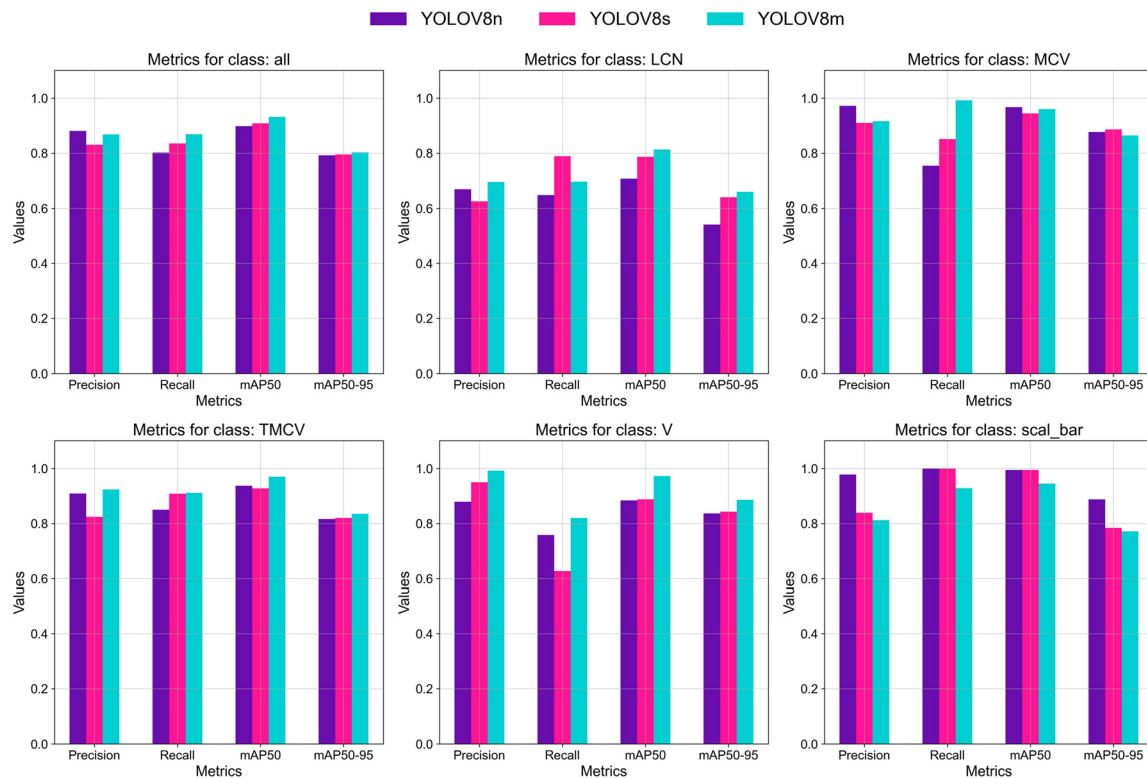 YOLOV8n YOLOV8s YOLOV8m
Metrics for class: all
Values
1.0
0.8
0.6
0.4
0.2
0.0
Precision Recall mAP50 mAP50-95
Metrics
Metrics for class: LCN
Values
1.0
0.8
0.6
0.4
0.2
0.0
Precision Recall mAP50 mAP50-95
Metrics
Metrics for class: MCV
Values
1.0
0.8
0.6
0.4
0.2
0.0
Precision Recall mAP50 mAP50-95
Metrics
Metrics for class: TMCV
Values
1.0
0.8
0.6
0.4
0.2
0.0
Precision Recall mAP50 mAP50-95
Metrics
Metrics for class: V
Values
1.0
0.8
0.6
0.4
0.2
0.0
Precision Recall mAP50 mAP50-95
Metrics
Metrics for class: scal_bar
Values
1.0
0.8
0.6
0.4
0.2
0.0
Precision Recall mAP50 mAP50-95
Metrics